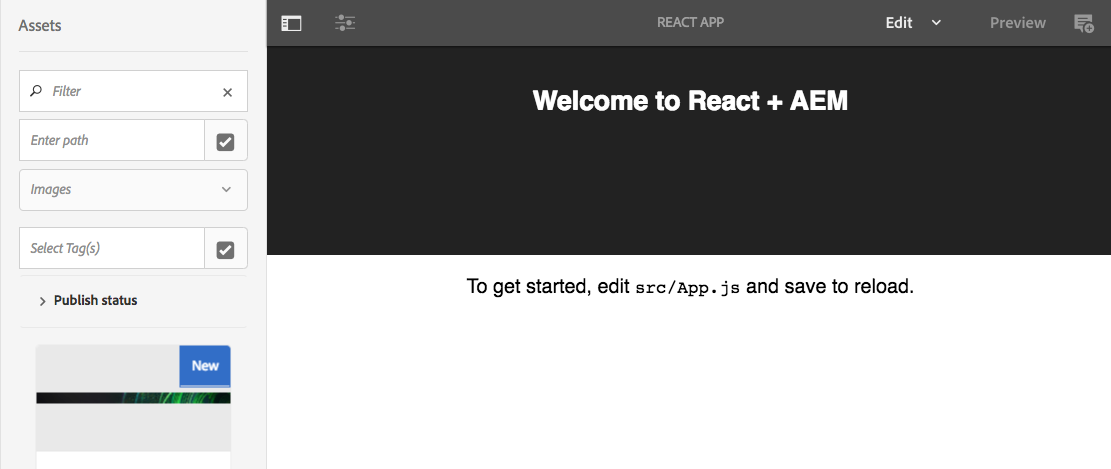 Assets
REACT APP
Edit
Preview
Filter
Enter path
Images
Select Tag(s)
Publish status
New
Welcome to React + AEM
To get started, edit src/App.js and save to reload.